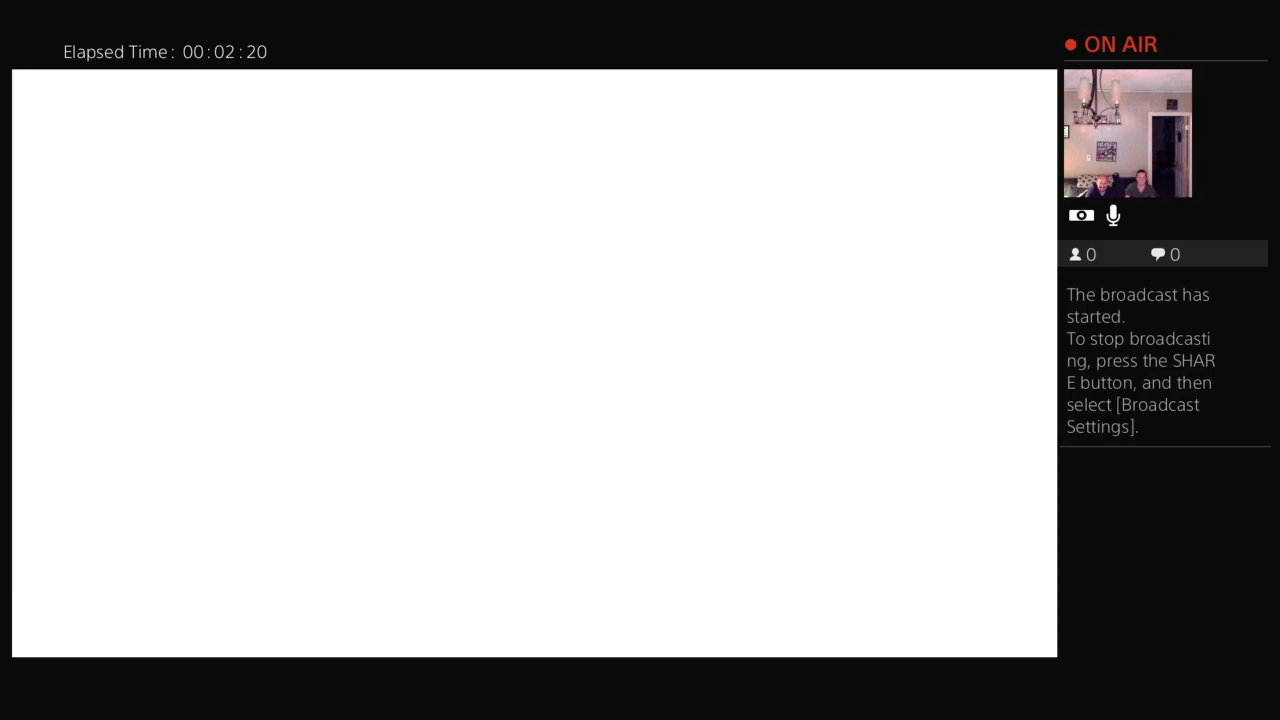 Elapsed Time: 00:02:20
ON AIR
0 0
The broadcast has
started.
To stop broadcasti
ng, press the SHAR
E button, and then
select [Broadcast
Settings].